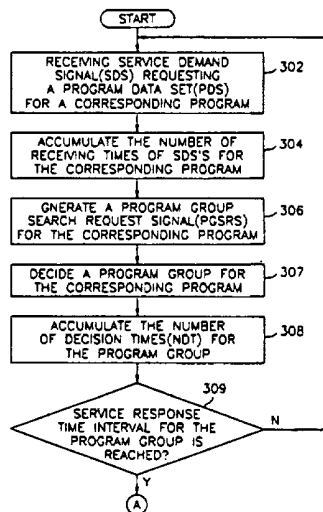 START
RECEIVING SERVICE DEMAND
SIGNAL(SDS) REQUESTING
A PROGRAM DATA SET(PDS)
FOR A CORRESPONDING PROGRAM
302
ACCUMULATE THE NUMBER OF
RECEIVING TIMES OF SDS'S FOR
THE CORRESPONDING PROGRAM
304
GNERATE A PROGRAM GROUP
SEARCH REQUEST SIGNAL(PGSRS)
FOR THE CORRESPONDING PROGRAM
306
DECIDE A PROGRAM GROUP FOR
THE CORRESPONDING PROGRAM
307
ACCUMULATE THE NUMBER
OF DECISION TIMES(NDT) FOR
THE PROGRAM GROUP
308
309
SERVICE RESPONSE
TIME INTERVAL FOR THE
PROGRAM GROUP IS
REACHED?
N
Y
A